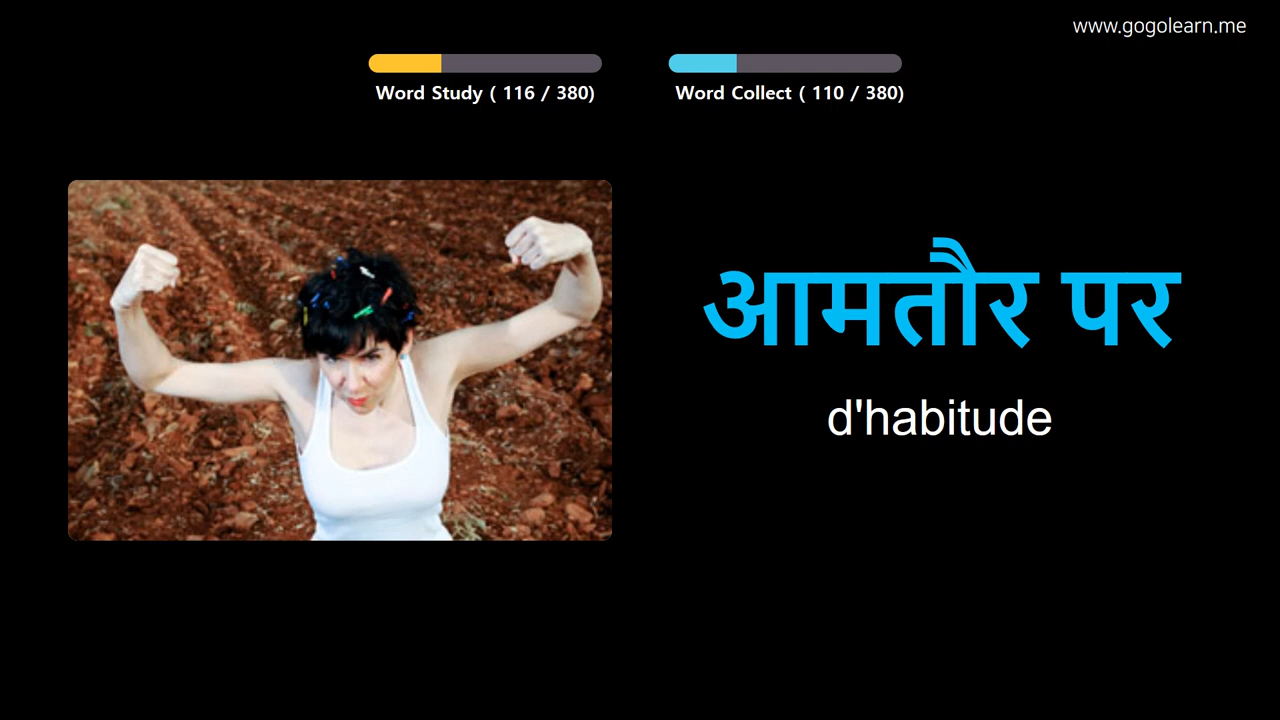 www.gogolearn.me
Word Study ( 116 / 380)
Word Collect ( 110 / 380)
आमतौर पर
d'habitude